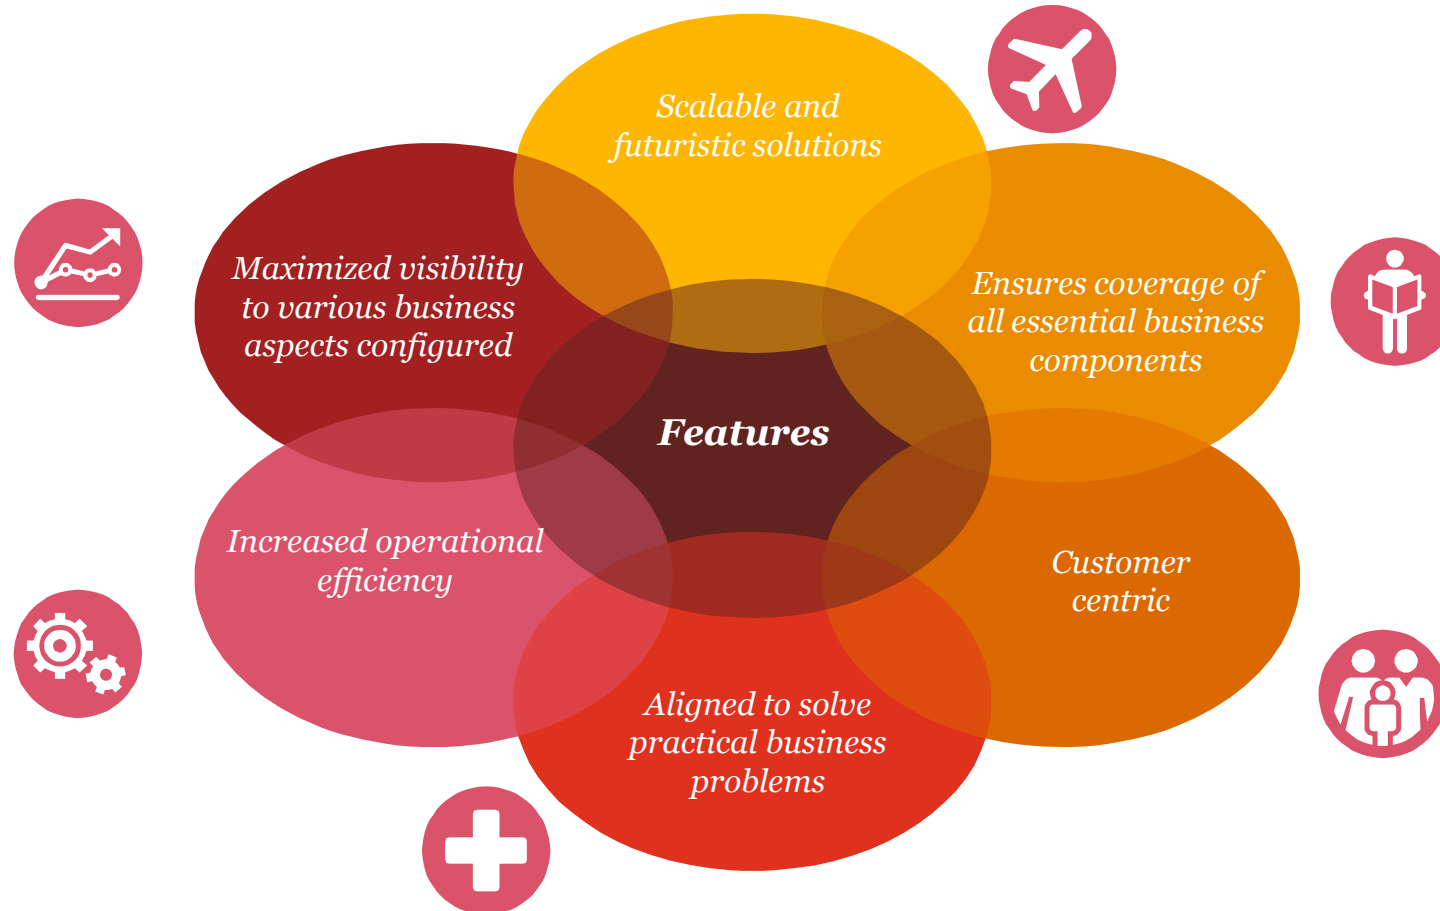 Scalable and
futuristic solutions
Maximized visibility
to various business
aspects configured
Ensures coverage of
all essential business
components
Features
Increased operational
efficiency
Customer
centric
Aligned to solve
practical business
problems